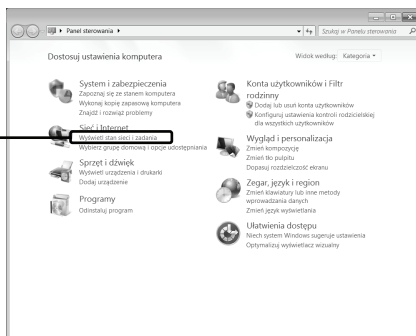 Panel sterowania
Szukaj w Panelu sterowania
Dostosuj ustawienia komputera
Widok według: Kategoria
System i zabezpieczenia
Zapoznaj się ze stanem komputera
Wykonaj kopię zapasową komputera
Znajdź i rozwiąż problemy
Sieć i Internet
Wyświetl stan sieci i zadania
Wybierz grupę domową i opcje udostępniania
Sprzęt i dźwięk
Wyświetl urządzenia i drukarki
Dodaj urządzenie
Programy
Odinstaluj program
Konta użytkowników i Filtr
rodzinny
Dodaj lub usuń konta użytkowników
Konfiguruj ustawienia kontroli rodzicielskiej
dla wszystkich użytkowników
Wygląd i personalizacja
Zmień kompozycję
Zmień tło pulpitu
Dopasuj rozdzielczość ekranu
Zegar, język i region
Zmień klawiatury lub inne metody
wprowadzania danych
Zmień język wyświetlania
Ułatwienia dostępu
Niech system Windows sugeruje ustawienia
Optymalizuj wyświetlacz wizualny